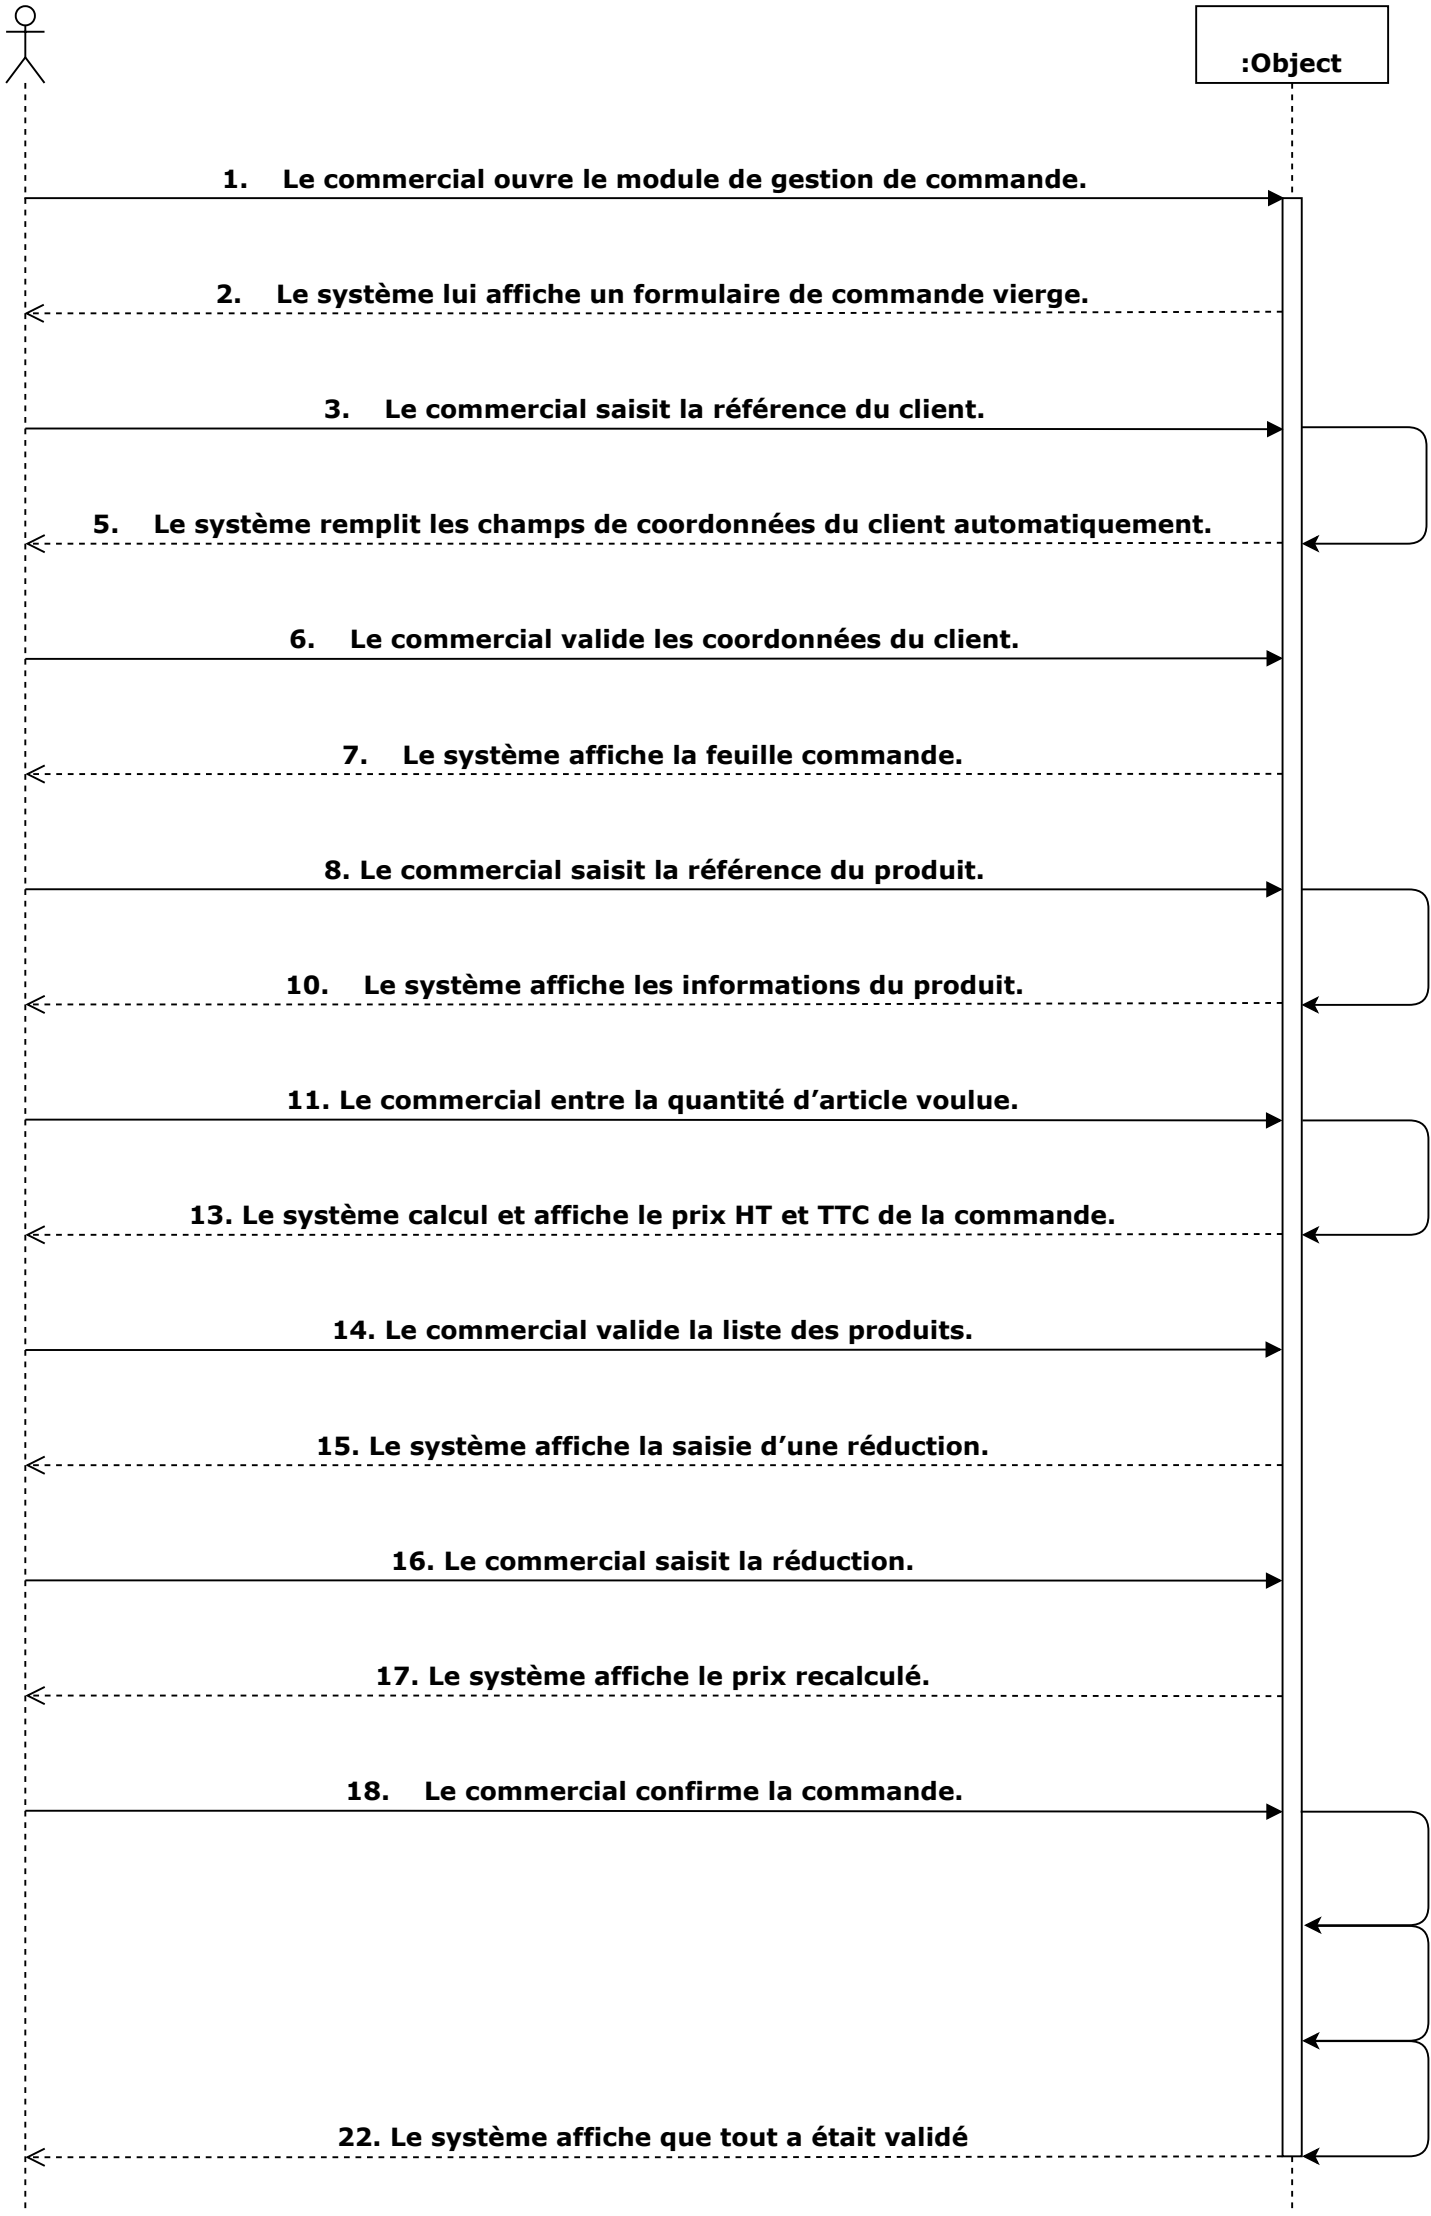 :Object
1. Le commercial ouvre le module de gestion de commande.
2. Le système lui affiche un formulaire de commande vierge.
3. Le commercial saisit la référence du client.
5. Le système remplit les champs de coordonnées du client automatiquement.
6. Le commercial valide les coordonnées du client.
7. Le système affiche la feuille commande.
8. Le commercial saisit la référence du produit.
10. Le système affiche les informations du produit.
11. Le commercial entre la quantité d’article voulue.
13. Le système calcul et affiche le prix HT et TTC de la commande.
14. Le commercial valide la liste des produits.
15. Le système affiche la saisie d’une réduction.
16. Le commercial saisit la réduction.
17. Le système affiche le prix recalculé.
18. Le commercial confirme la commande.
22. Le système affiche que tout a était validé